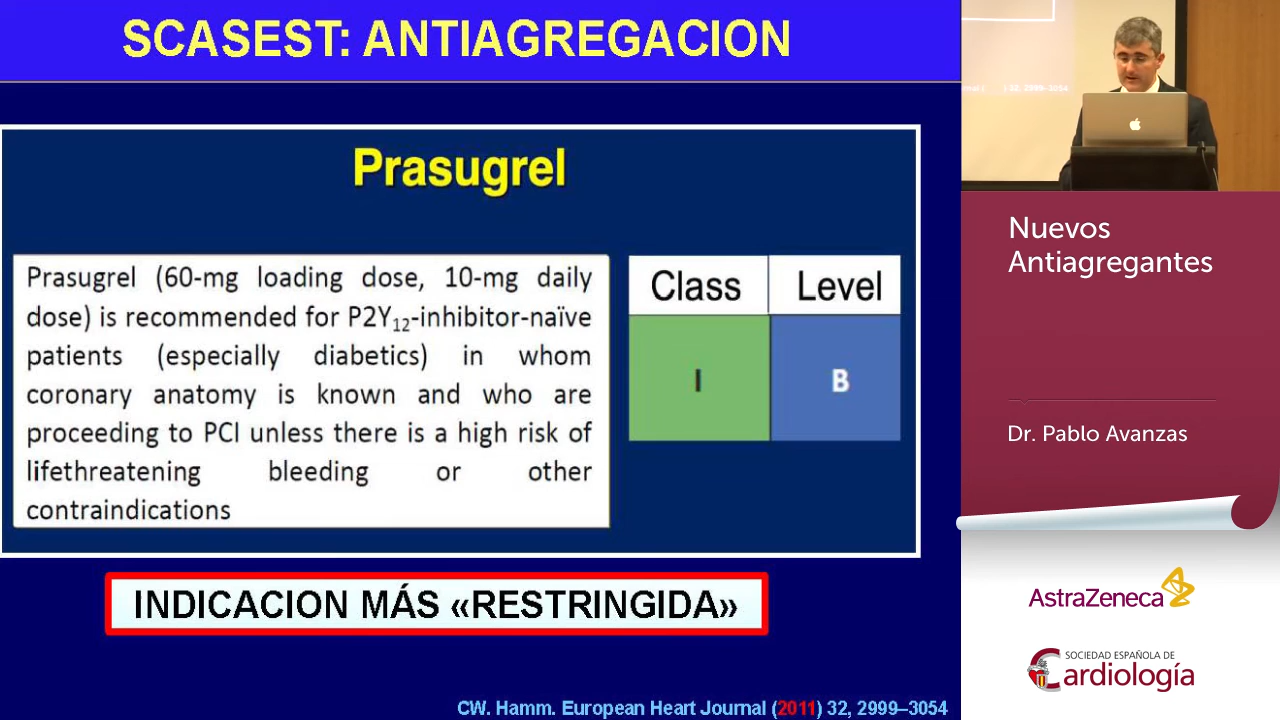 SCASEST: ANTIAGREGACION
Prasugrel
Prasugrel (60-mg loading dose, 10-mg daily
dose) is recommended for P2Y12-inhibitor-naïve
patients (especially diabetics) in whom
coronary anatomy is known and who are
proceeding to PCI unless there is a high risk of
lifethreatening bleeding or other
contraindications
Class Level
I B
INDICACION MÁS «RESTRINGIDA»
CW. Hamm. European Heart Journal (2011) 32, 2999–3054
32, 2999–3054
Nuevos
Antiagregantes
Dr. Pablo Avanzas
AstraZeneca
SOCIEDAD ESPAÑOLA DE
Cardiología